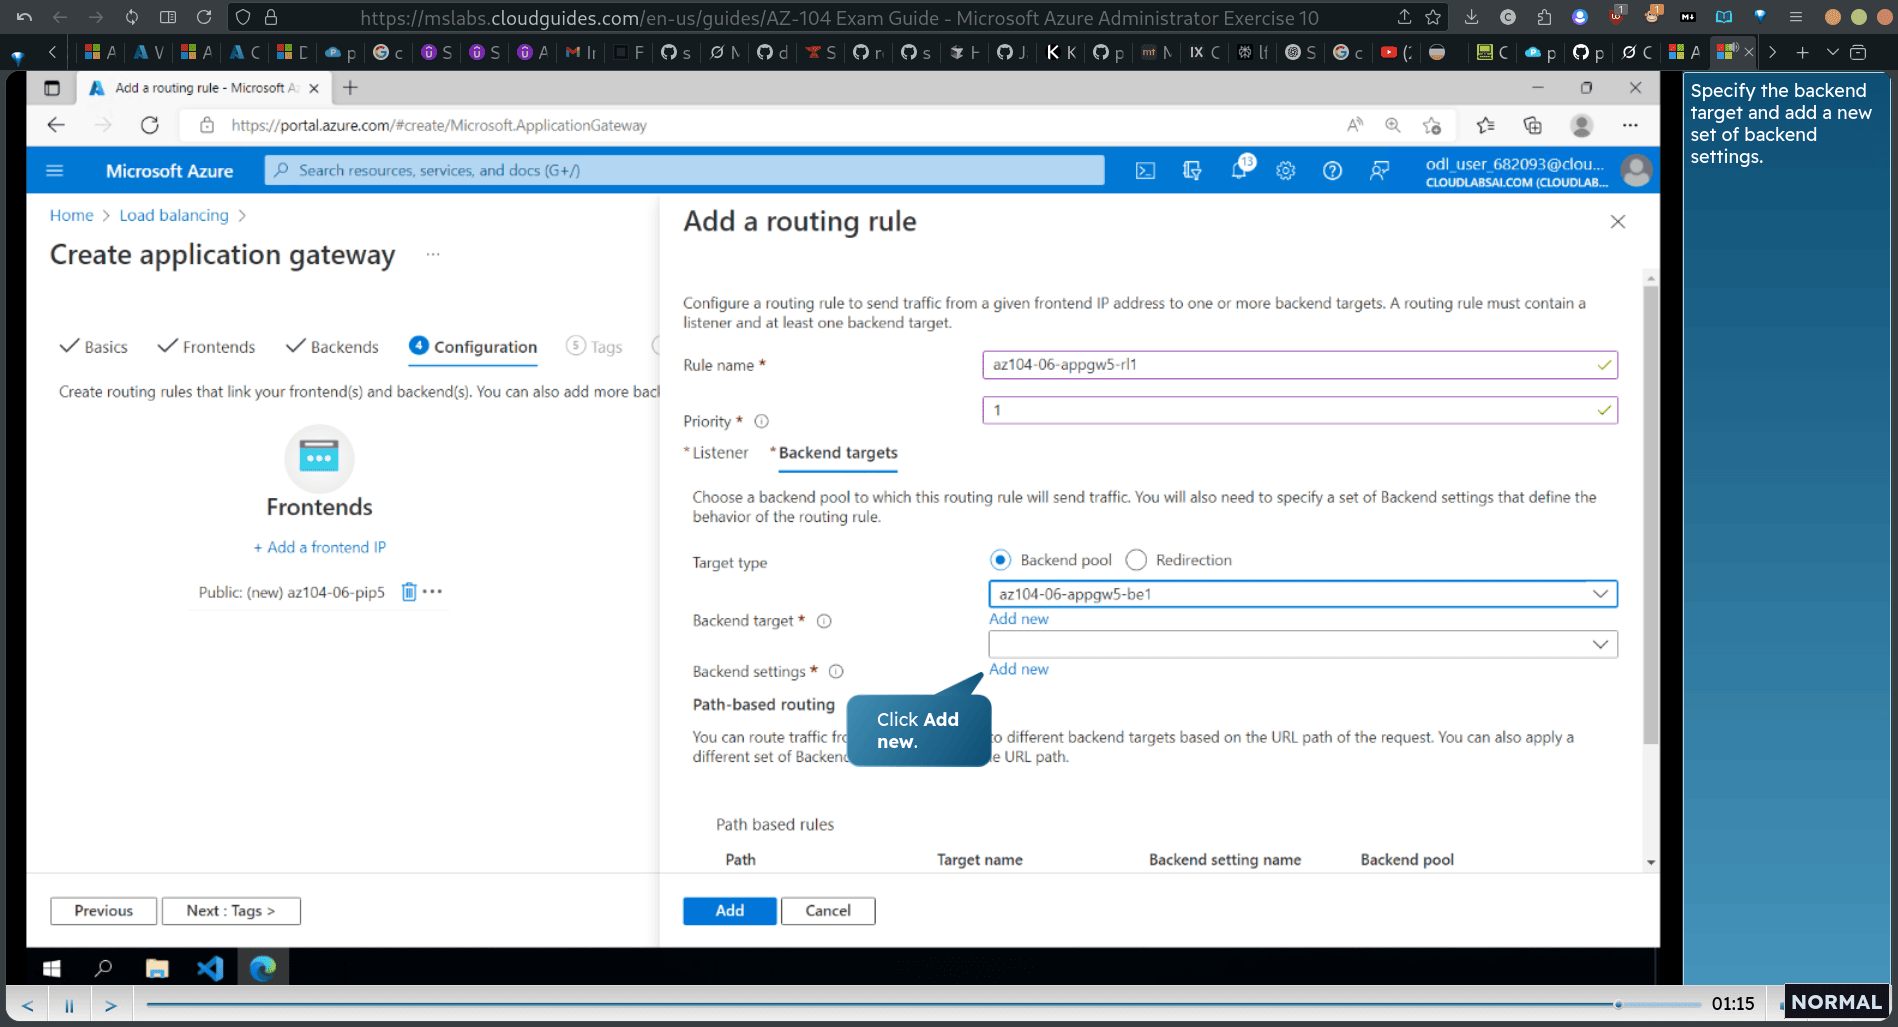 https://mslabs.cloudguides.com/en-us/guides/AZ-104 Exam Guide - Microsoft Azure Administrator Exercise 10
Add a routing rule - Microsoft Az
https://portal.azure.com/#create/Microsoft.ApplicationGateway
Microsoft Azure
Search resources, services, and docs (G+/)
13
odl_user_682093@clou...
CLOUDLABSAI.COM (CLOUDLAB...
Home > Load balancing >
Create application gateway ...
Basics
Frontends
Backends
4 Configuration
5 Tags
Create routing rules that link your frontend(s) and backend(s). You can also add more back
Frontends
+ Add a frontend IP
Public: (new) az104-06-pip5
Previous
Next : Tags >
Add a routing rule
Configure a routing rule to send traffic from a given frontend IP address to one or more backend targets. A routing rule must contain a
listener and at least one backend target.
Rule name *
az104-06-appgw5-rl1
Priority *
1
* Listener
* Backend targets
Choose a backend pool to which this routing rule will send traffic. You will also need to specify a set of Backend settings that define the
behavior of the routing rule.
Target type
Backend pool
Redirection
az104-06-appgw5-be1
Backend target *
Add new
Backend settings *
Add new
Path-based routing
Click Add
new.
You can route traffic fro
to different backend targets based on the URL path of the request. You can also apply a
different set of Backend
e URL path.
Path based rules
Path
Target name
Backend setting name
Backend pool
Add
Cancel
Specify the backend
target and add a new
set of backend
settings.
01:15
NORMAL